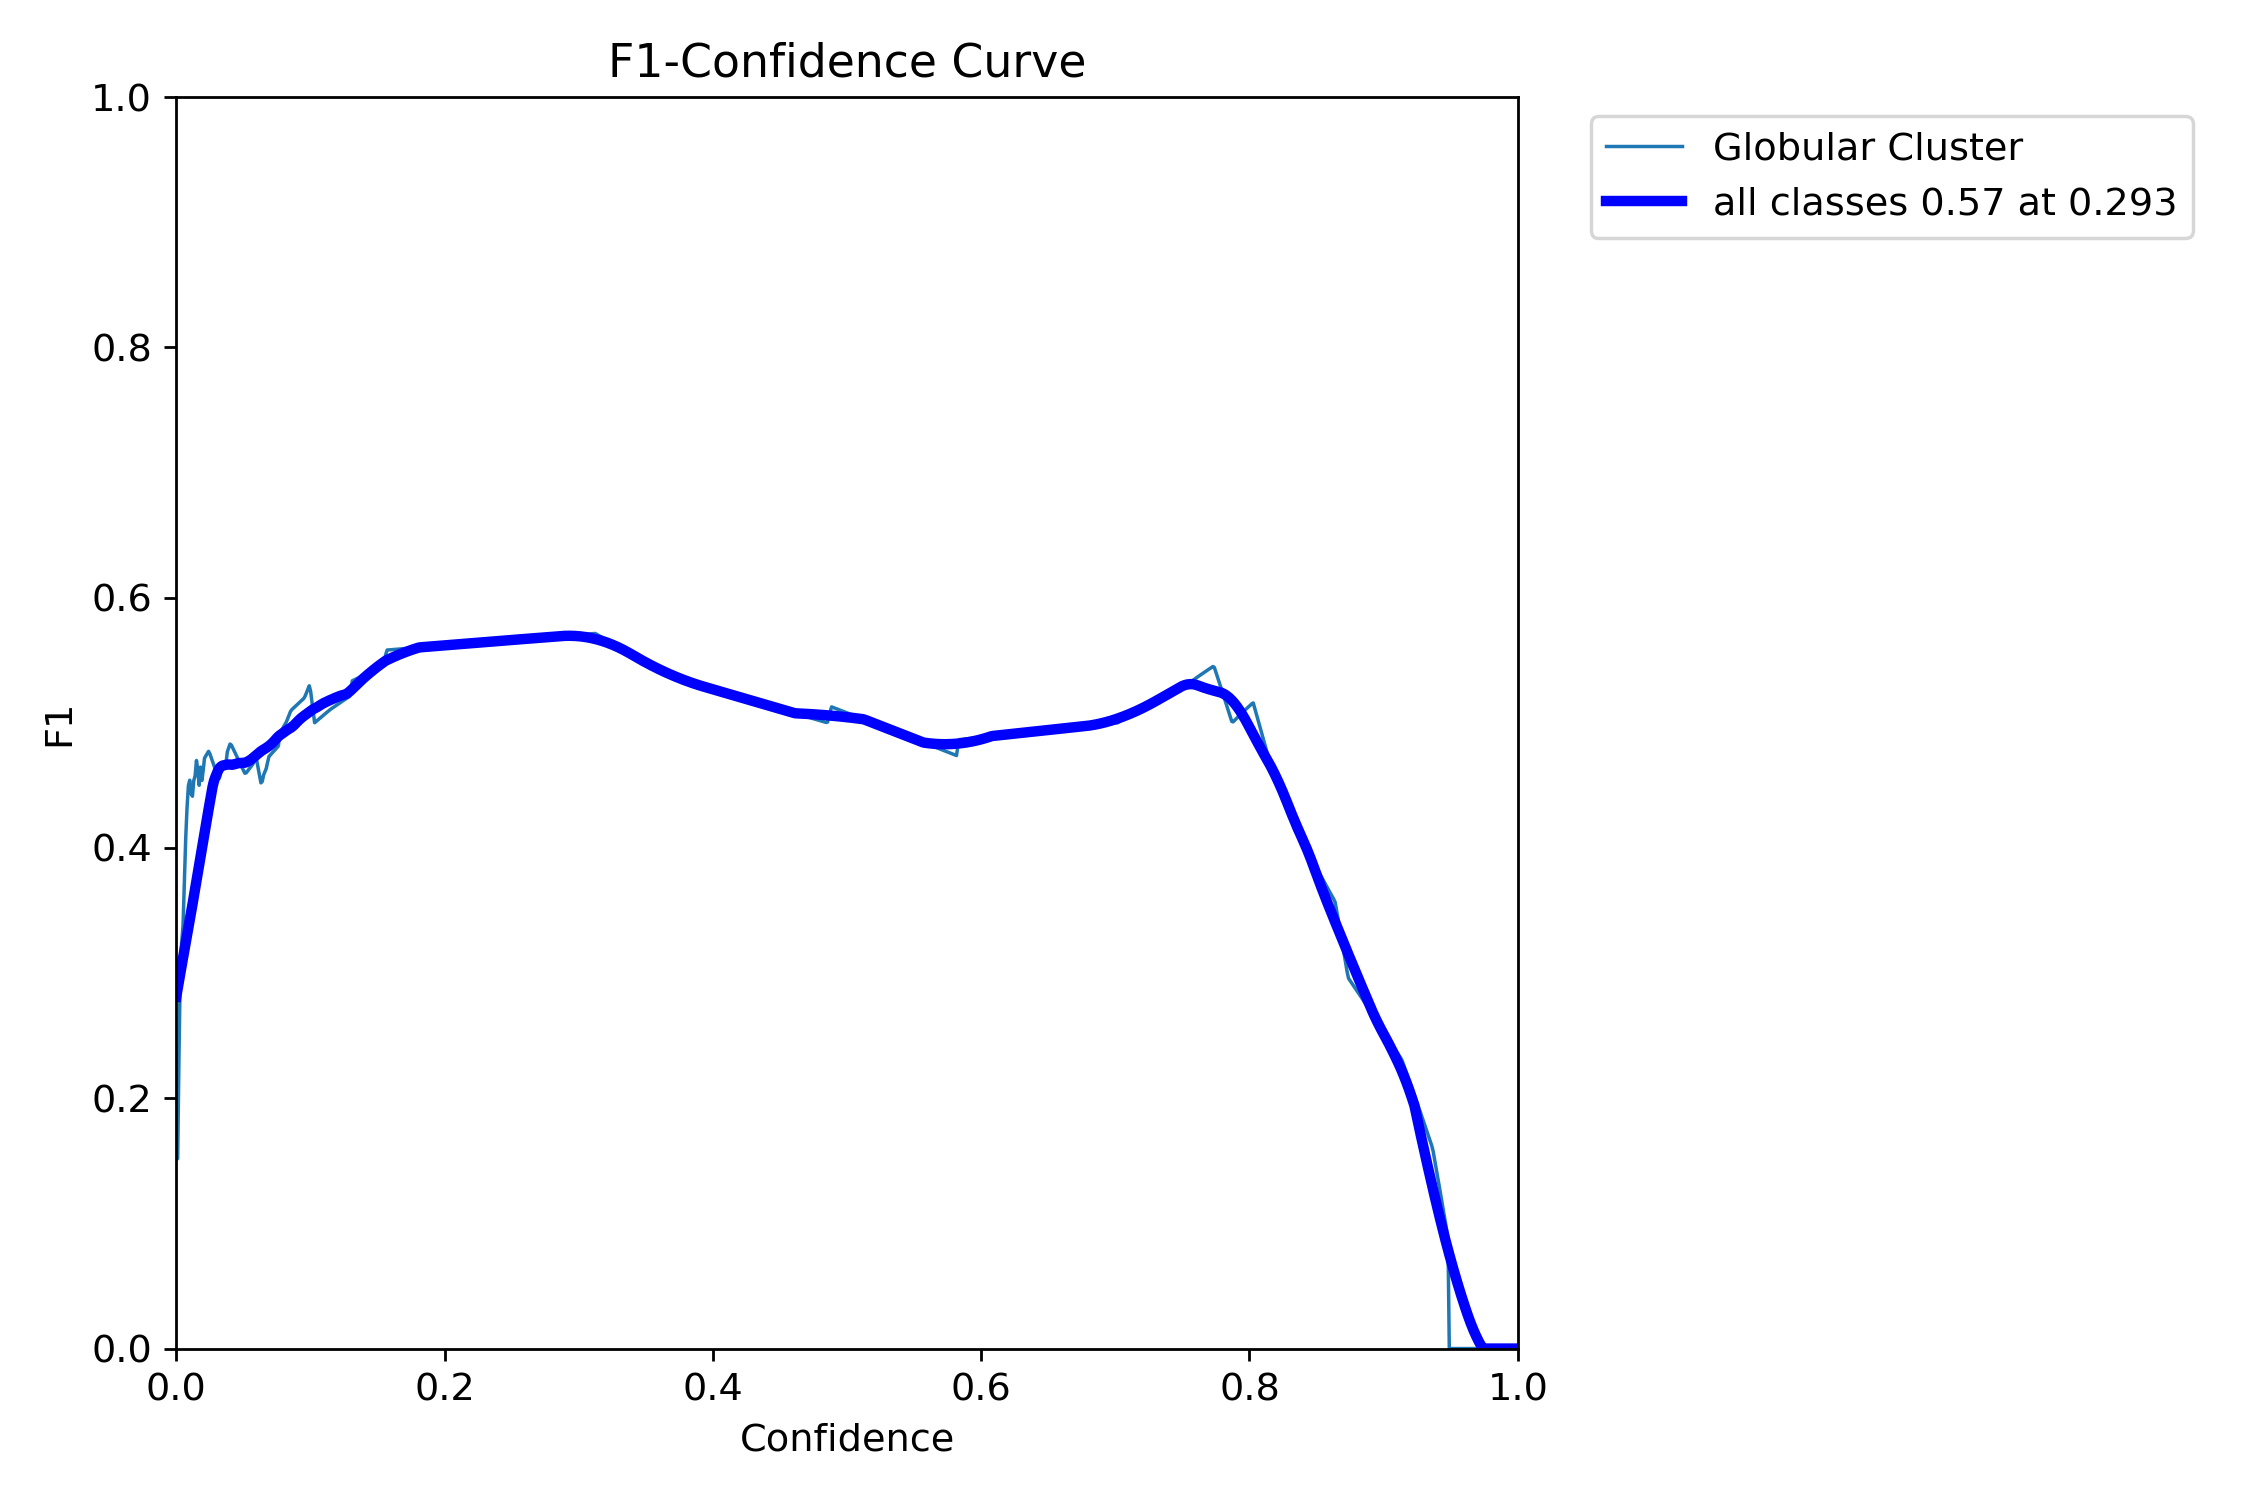 F1-Confidence Curve
Globular Cluster
all classes 0.57 at 0.293
F1
1.0
0.8
0.6
0.4
0.2
0.0
0.0 0.2 0.4 0.6 0.8 1.0
Confidence